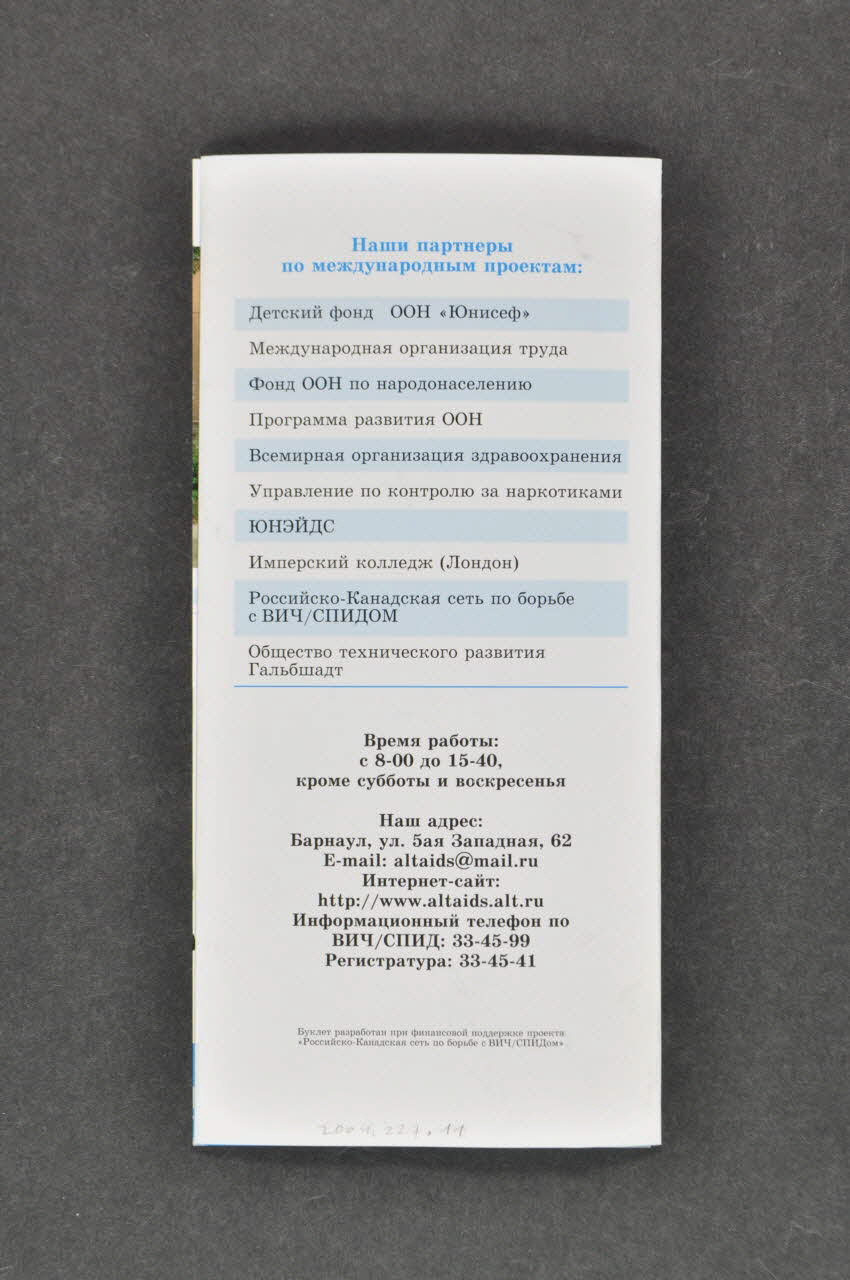 Наши партнеры
по международным проектам:
Детский фонд ООН «Юнисеф»
Международная организация труда
Фонд ООН по народонаселению
Программа развития ООН
Всемирная организация здравоохранения
Управление по контролю за наркотиками
ЮНЭЙДС
Имперский колледж (Лондон)
Российско-Канадская сеть по борьбе
с ВИЧ/СПИДОМ
Общество технического развития
Гальбшадт
Время работы:
с 8-00 до 15-40,
кроме субботы и воскресенья
Наш адрес:
Барнаул, ул. 5ая Западная, 62
E-mail: altaids@mail.ru
Интернет-сайт:
http://www.altaids.alt.ru
Информационный телефон по
ВИЧ/СПИД: 33-45-99
Регистратура: 33-45-41
Буклет разработан при финансовой поддержке проекта
«Российско-Канадская сеть по борьбе с ВИЧ/СПИДом»